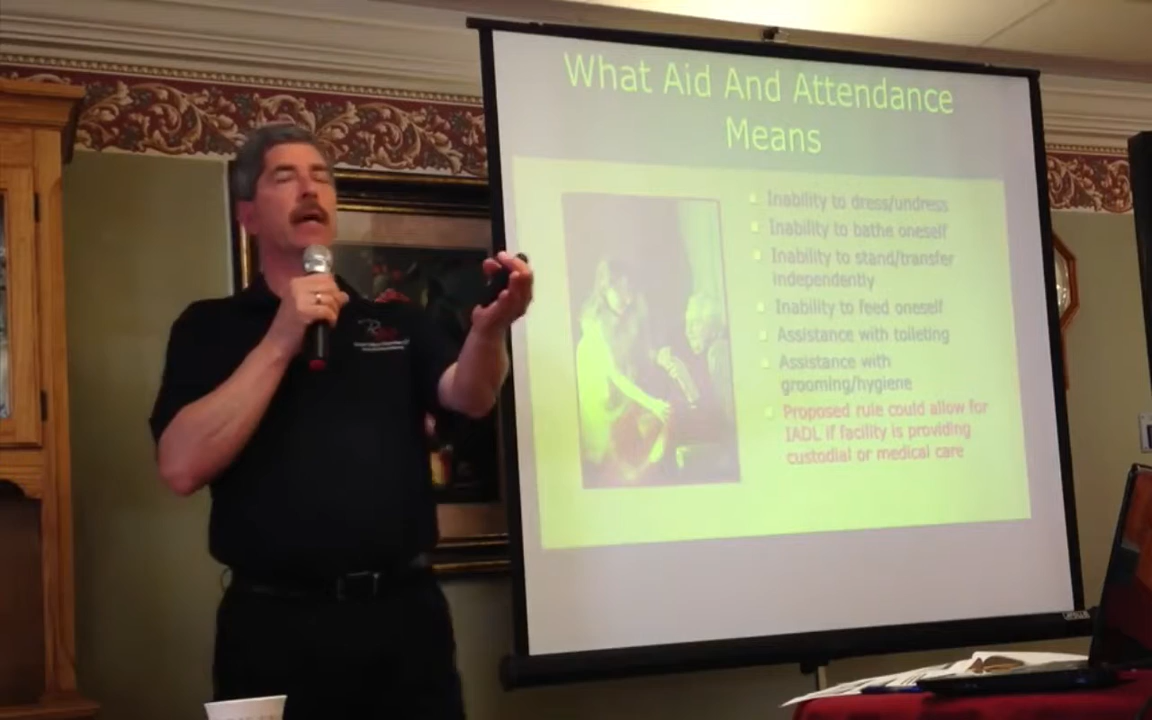 What Aid And Attendance
Means
Inability to dress/undress
Inability to bathe oneself
Inability to stand/transfer
independently
Inability to feed oneself
Assistance with toileting
Assistance with
grooming/hygiene
Proposed rule could allow for
IADL if facility is providing
custodial or medical care